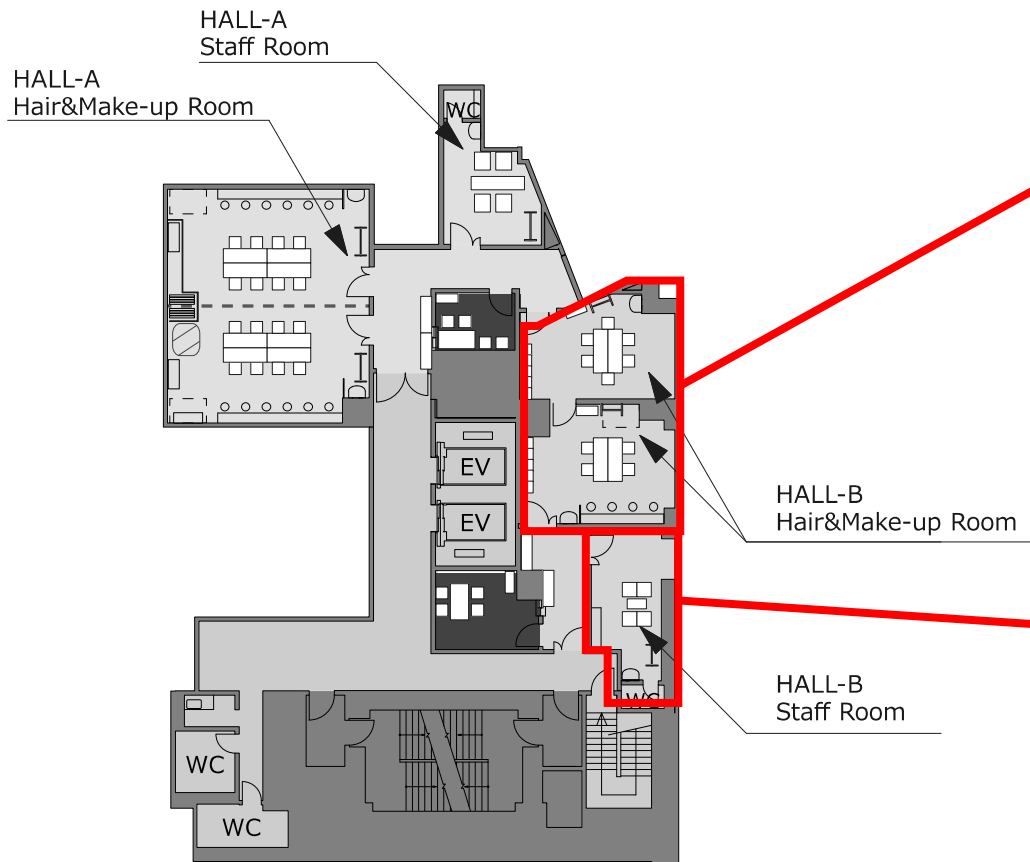 HALL-A
Staff Room
HALL-A
Hair&Make-up Room
WC
EV
EV
HALL-B
Hair&Make-up Room
HALL-B
Staff Room
WC
WC
WC